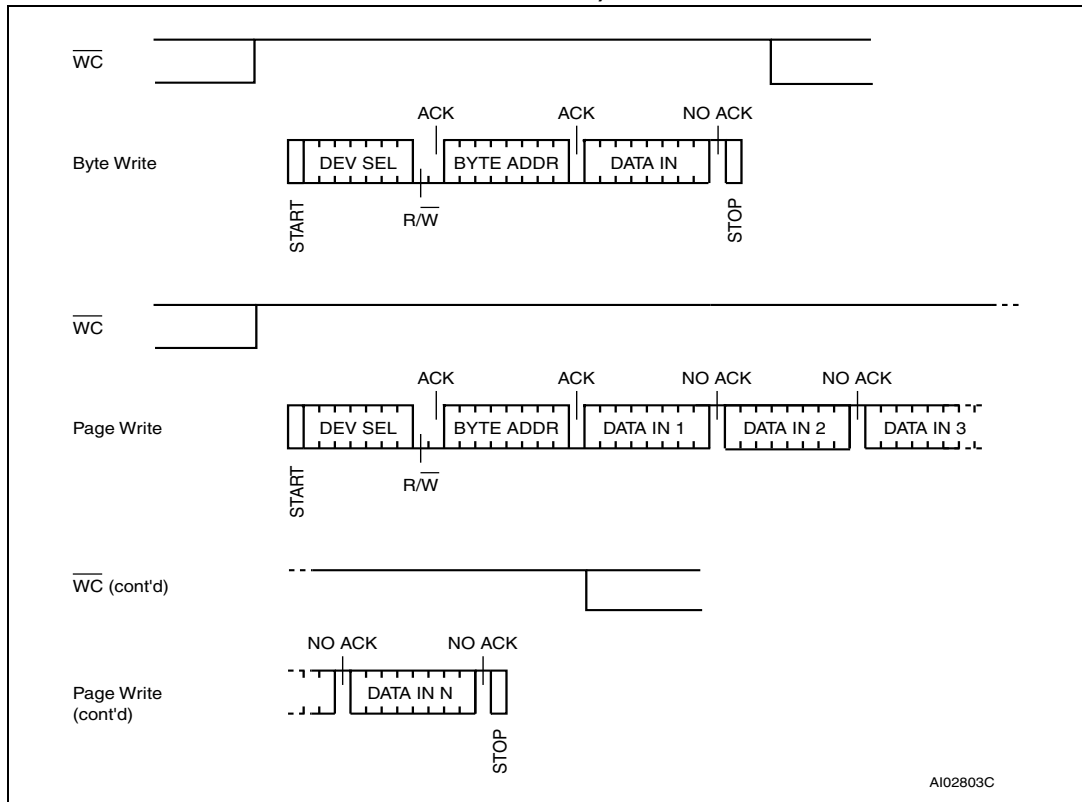 WC
ACK ACK NO ACK
Byte Write DEV SEL BYTE ADDR DATA IN
R/W
START STOP
WC
ACK ACK NO ACK NO ACK
Page Write DEV SEL BYTE ADDR DATA IN 1 DATA IN 2 DATA IN 3
R/W
START
WC (cont'd)
NO ACK NO ACK
Page Write
(cont'd)
DATA IN N
STOP
AI02803C